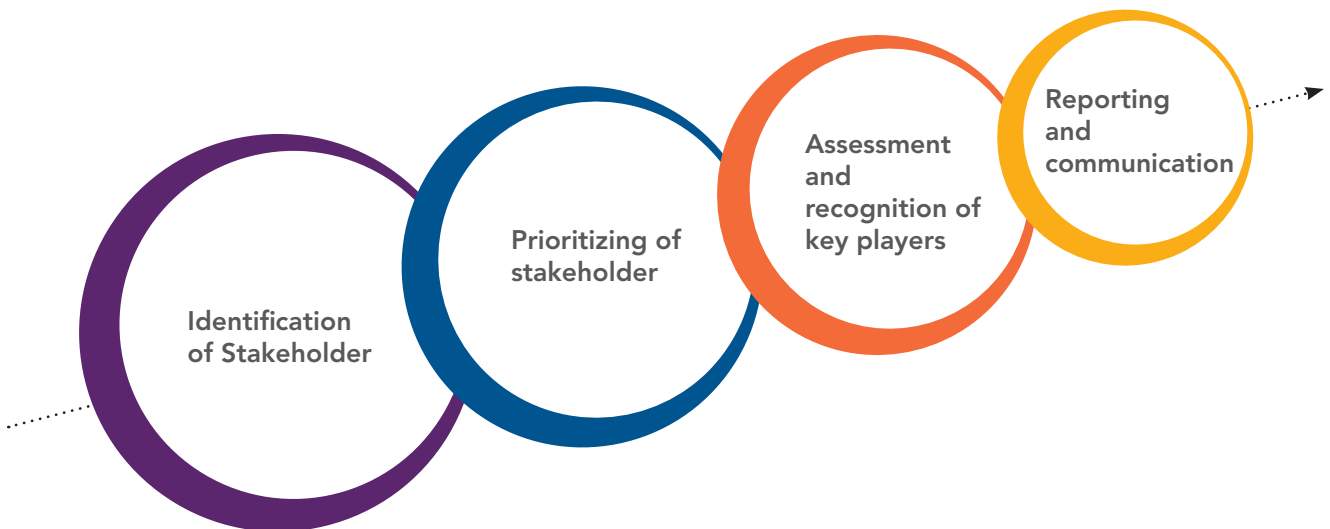 Identification
of Stakeholder
Prioritizing of
stakeholder
Assessment
and
recognition of
key players
Reporting
and
communication